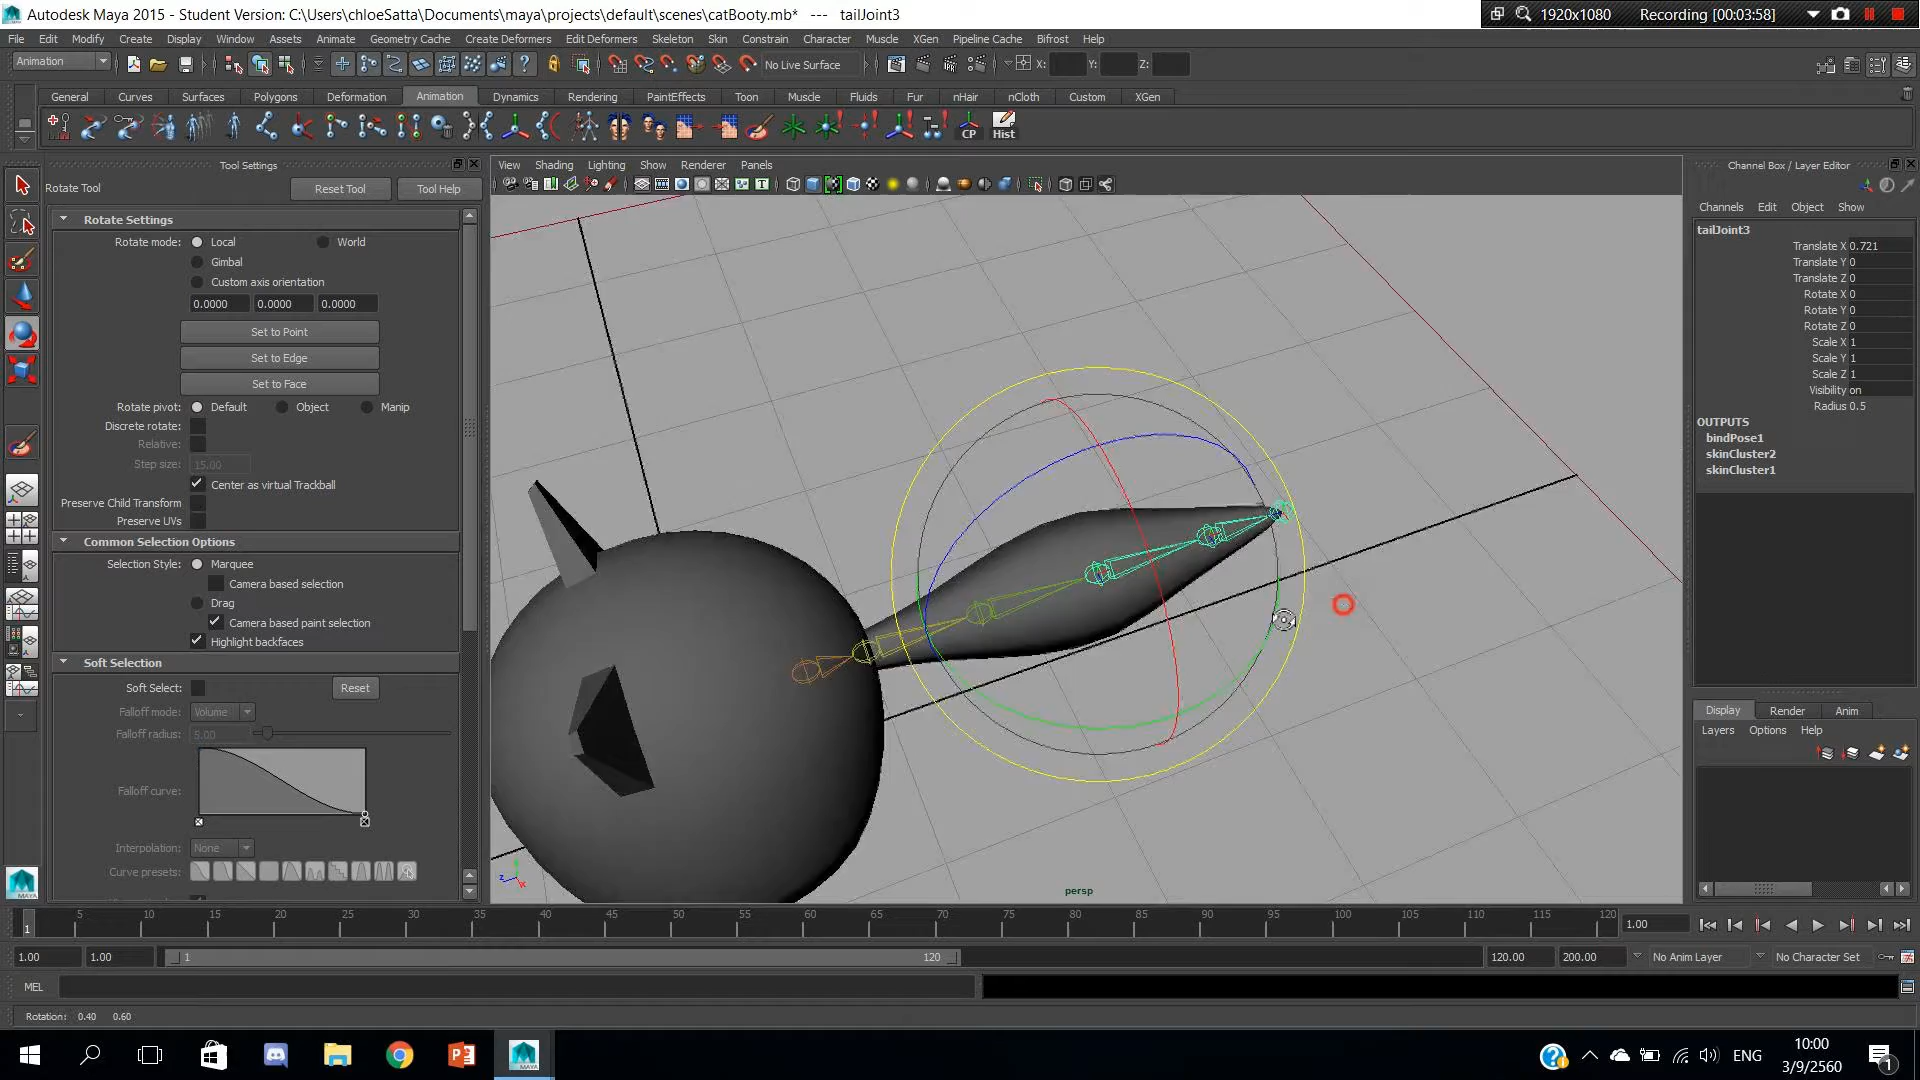 Autodesk Maya 2015 - Student Version: C:\Users\chloeSatta\Documents\maya\projects\default\scenes\catBooty.mb*   ---   tailJoint3
1920x1080 Recording [00:03:58]
File Edit Modify Create Display Window Assets Animate Geometry Cache Create Deformers Edit Deformers Skeleton Skin Constrain Character Muscle XGen Pipeline Cache Bifrost Help
Animation No Live Surface X: Y: Z:
General Curves Surfaces Polygons Deformation Animation Dynamics Rendering PaintEffects Toon Muscle Fluids Fur nHair nCloth Custom XGen
CP Hist
Tool Settings
Rotate Tool Reset Tool Tool Help
Rotate Settings
Rotate mode: Local World
Gimbal
Custom axis orientation
0.0000 0.0000 0.0000
Set to Point
Set to Edge
Set to Face
Rotate pivot: Default Object Manip
Discrete rotate:
Relative:
Step size: 15.00
Center as virtual Trackball
Preserve Child Transform
Preserve UVs
Common Selection Options
Selection Style: Marquee
Camera based selection
Drag
Camera based paint selection
Highlight backfaces
Soft Selection
Soft Select: Reset
Falloff mode: Volume
Falloff radius: 5.00
Falloff curve:
Interpolation: None
Curve presets:
View Shading Lighting Show Renderer Panels
persp
z x
Channel Box / Layer Editor
Channels Edit Object Show
tailJoint3
Translate X 0.721
Translate Y 0
Translate Z 0
Rotate X 0
Rotate Y 0
Rotate Z 0
Scale X 1
Scale Y 1
Scale Z 1
Visibility on
Radius 0.5
OUTPUTS
bindPose1
skinCluster2
skinCluster1
Display Render Anim
Layers Options Help
5 10 15 20 25 30 35 40 45 50 55 60 65 70 75 80 85 90 95 100 105 110 115 120
1 1.00
1.00 1.00 1 120 120.00 200.00 No Anim Layer No Character Set
MEL
Rotation: 0.40 0.60
MAYA
ENG
10:00
3/9/2560
1